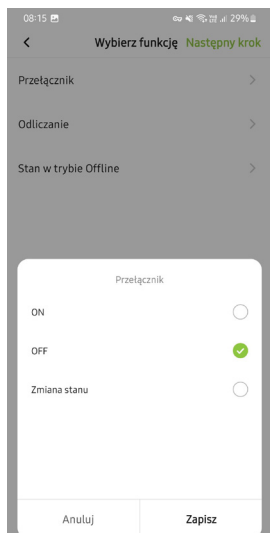 08:15 29%
Wybierz funkcję Następny krok
Przełącznik
Odliczanie
Stan w trybie Offline
Przełącznik
ON
OFF
Zmiana stanu
Anuluj Zapisz